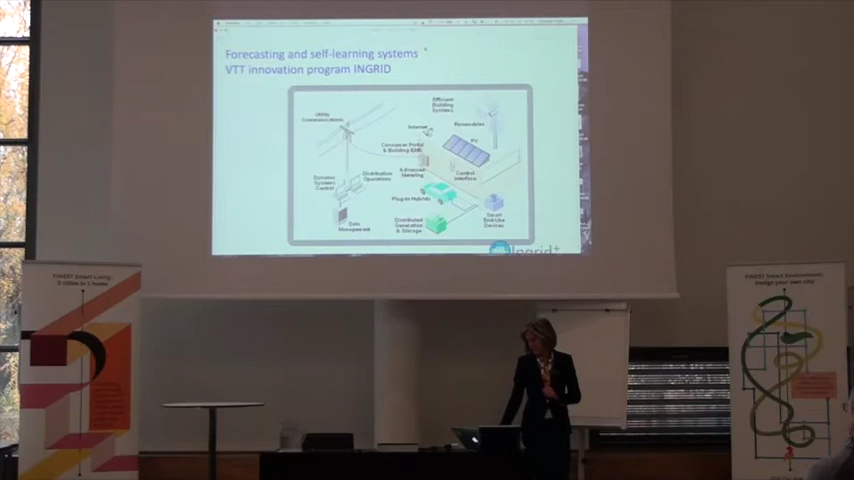 Forecasting and self-learning systems
VTT innovation program INGRID
Utility
Communications
Efficient
Building
Systems
Internet
Renewables
Consumer Portal
& Building EMS
PV
Advanced
Metering
Control
Interface
Dynamic
Systems
Control
Distribution
Operations
Plug-In Hybrids
Data
Management
Distributed
Generation
& Storage
Smart
End-Use
Devices
Ingrid+
FINEST Smart Living:
FINEST Smart Environment:
Design your own city